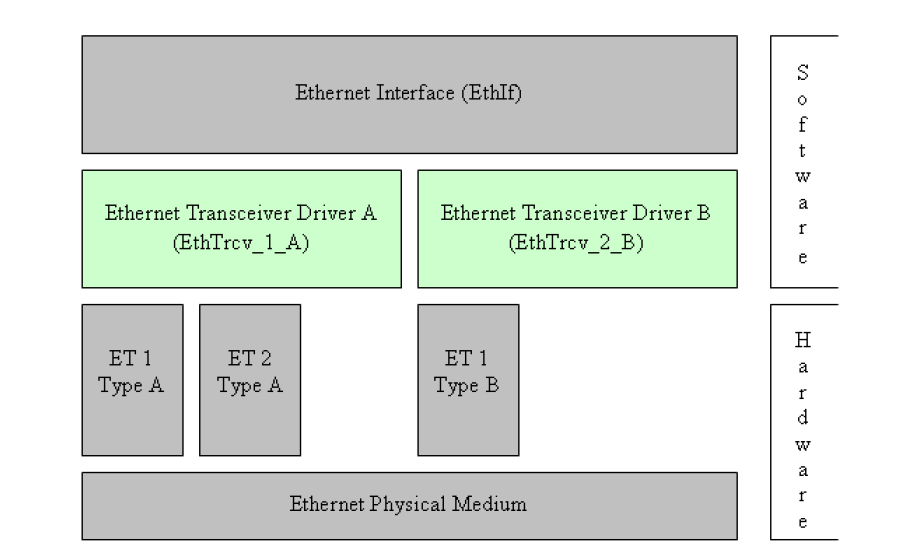 Ethernet Interface (EthIf)
Software
Ethernet Transceiver Driver A
(EthTrcv_1_A)
Ethernet Transceiver Driver B
(EthTrcv_2_B)
ET 1
Type A
ET 2
Type A
ET 1
Type B
Hardware
Ethernet Physical Medium